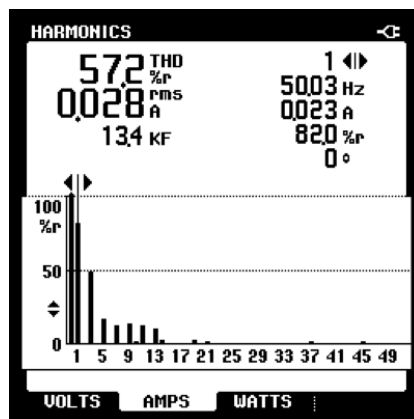 HARMONICS
57.2 THD %r
0.028 rms A
13.4 KF
1
50.03 Hz
0.023 A
82.0 %r
0 °
100
%r
50
0
1 5 9 13 17 21 25 29 33 37 41 45 49
VOLTS AMPS WATTS